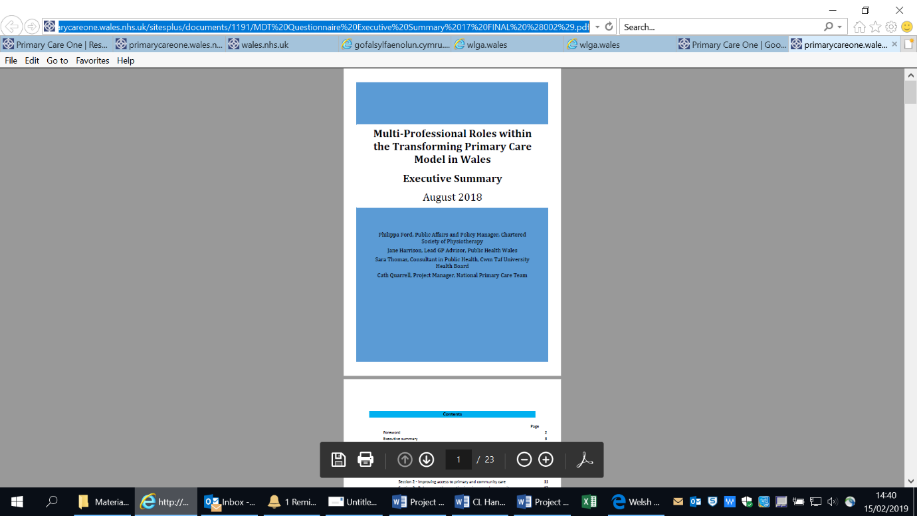 arycareone.wales.nhs.uk/sitesplus/documents/1191/MDT%20Questionnaire%20Executive%20Summary%202017%20FINAL%20%28002%29.pdf
Search...
Primary Care One | Res...
primarycareone.wales.n...
wales.nhs.uk
gofalsylfaenolun.cymru....
wlga.wales
wlga.wales
Primary Care One | Goo...
primarycareone.wale...
File Edit Go to Favorites Help
Multi-Professional Roles within
the Transforming Primary Care
Model in Wales
Executive Summary
August 2018
Philippa Ford, Public Affairs and Policy Manager, Chartered
Society of Physiotherapy
Jane Harrison, Lead GP Advisor, Public Health Wales
Sara Thomas, Consultant in Public Health, Cwm Taf University
Health Board
Cath Quarrell, Project Manager, National Primary Care Team
Contents
Page
Foreword 2
Executive summary 3
1 / 23
Section 3 - Improving access to primary and community care 11
Materia...
http://...
Inbox -...
1 Remi...
Untitle...
Project ...
CL Han...
Project ...
Welsh ...
14:40
15/02/2019